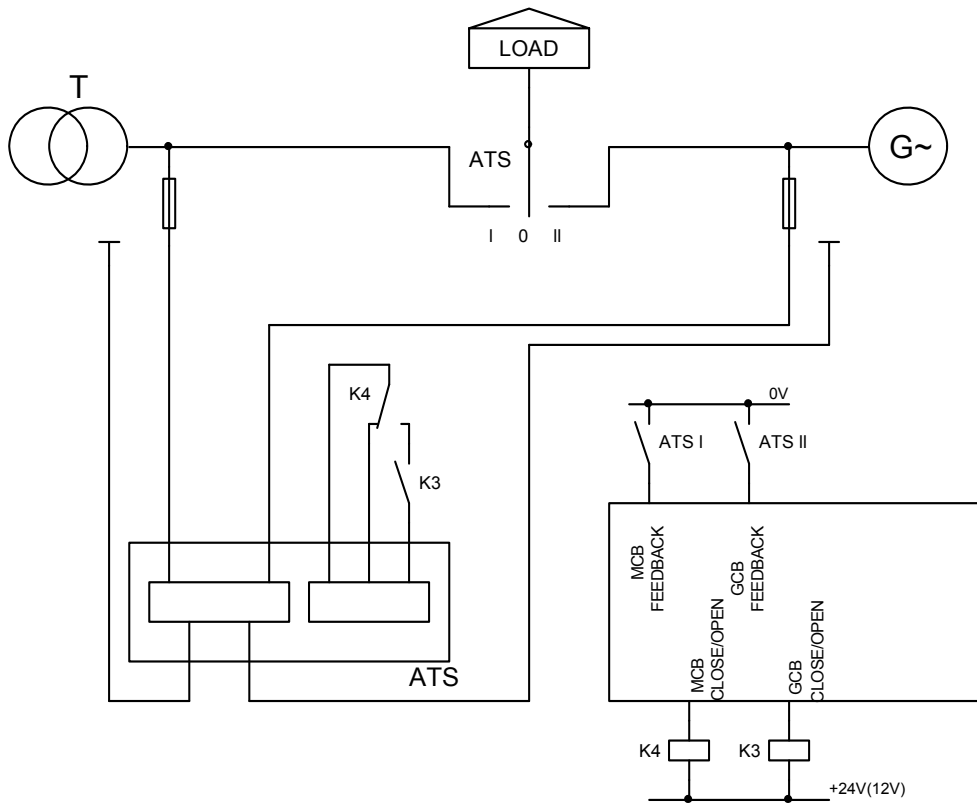 LOAD
T
ATS
G~
I 0 II
K4
0V
ATS I
ATS II
K3
MCB
FEEDBACK
GCB
FEEDBACK
ATS
MCB
CLOSE/OPEN
GCB
CLOSE/OPEN
K4
K3
+24V(12V)